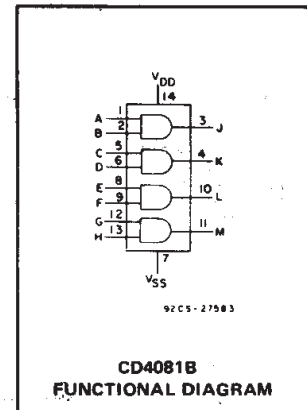 VDD
14
A 1
B 2
3 J
C 5
D 6
4 K
E 8
F 9
10 L
G 12
H 13
11 M
7
VSS
92CS-27583
CD4081B
FUNCTIONAL DIAGRAM